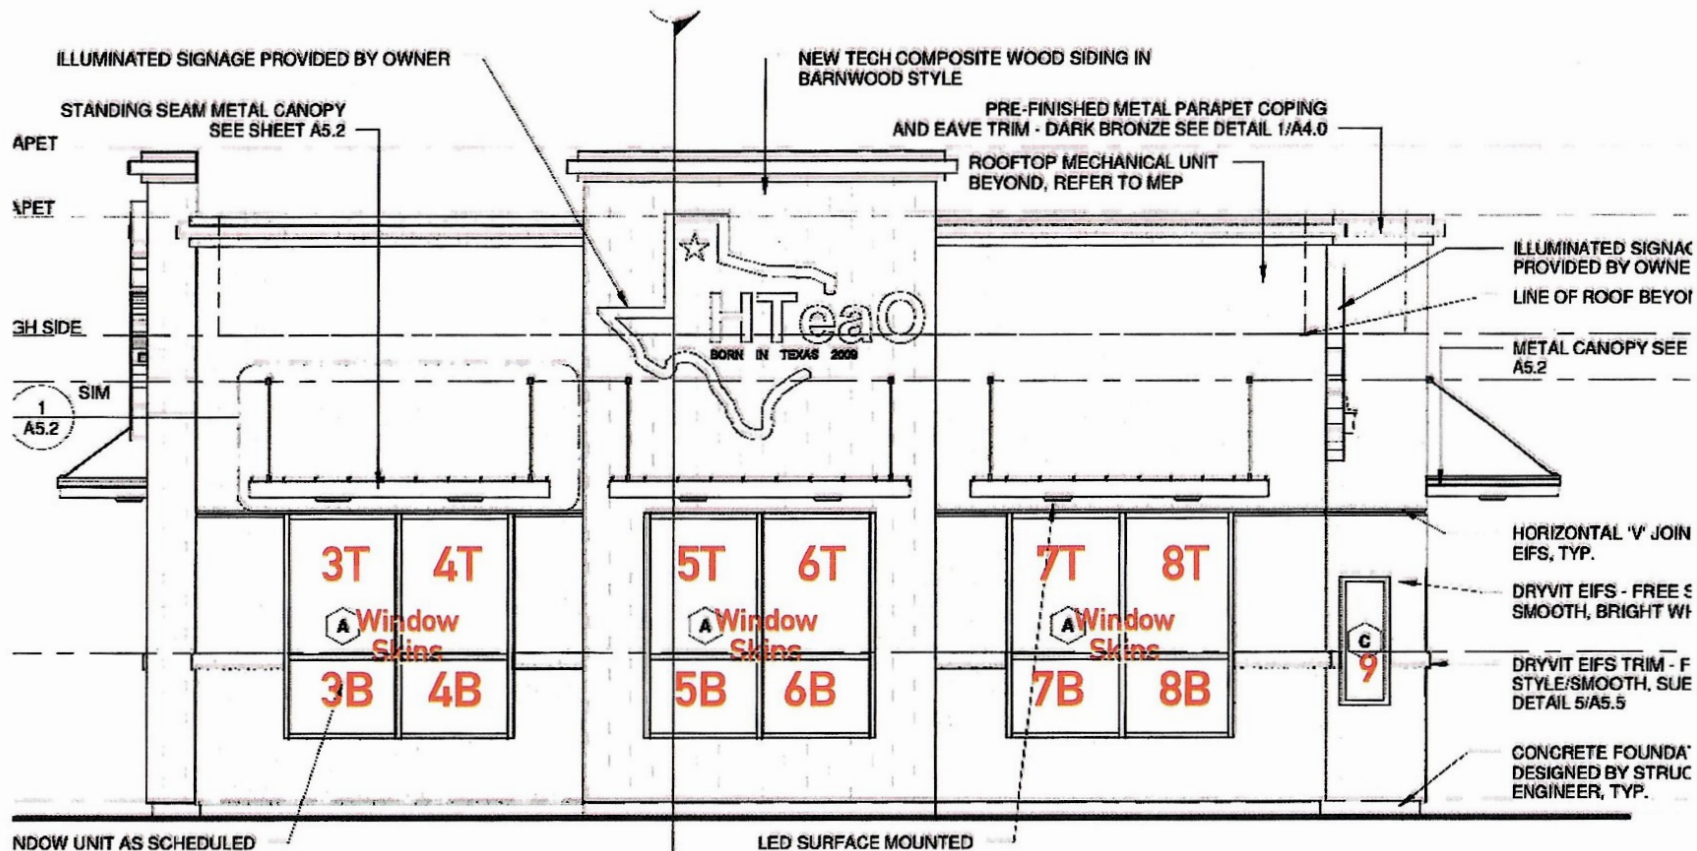 ILLUMINATED SIGNAGE PROVIDED BY OWNER
NEW TECH COMPOSITE WOOD SIDING IN
BARNWOOD STYLE
STANDING SEAM METAL CANOPY
SEE SHEET A5.2
PRE-FINISHED METAL PARAPET COPING
AND EAVE TRIM - DARK BRONZE SEE DETAIL 1/A4.0
APET
ROOFTOP MECHANICAL UNIT
BEYOND, REFER TO MEP
APET
ILLUMINATED SIGNAG
PROVIDED BY OWNE
LINE OF ROOF BEYON
HTeaO
BORN IN TEXAS 2009
GH SIDE
METAL CANOPY SEE
A5.2
SIM
1
A5.2
3T 4T 5T 6T 7T 8T
HORIZONTAL 'V' JOIN
EIFS, TYP.
DRYVIT EIFS - FREE S
SMOOTH, BRIGHT WH
A Window
Skins
A Window
Skins
A Window
Skins
C
9
3B 4B 5B 6B 7B 8B
DRYVIT EIFS TRIM - F
STYLE/SMOOTH, SUE
DETAIL 5/A5.5
CONCRETE FOUNDAT
DESIGNED BY STRUC
ENGINEER, TYP.
NDOW UNIT AS SCHEDULED
LED SURFACE MOUNTED